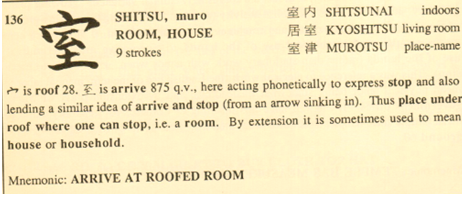 136 室 SHITSU, muro 室内 SHITSUNAI indoors
ROOM, HOUSE 居室 KYOSHITSU living room
9 strokes 室津 MUROTSU place-name
宀 is roof 28. 至 is arrive 875 q.v., here acting phonetically to express stop and also
lending a similar idea of arrive and stop (from an arrow sinking in). Thus place under
roof where one can stop, i.e. a room. By extension it is sometimes used to mean
house or household.
Mnemonic: ARRIVE AT ROOFED ROOM